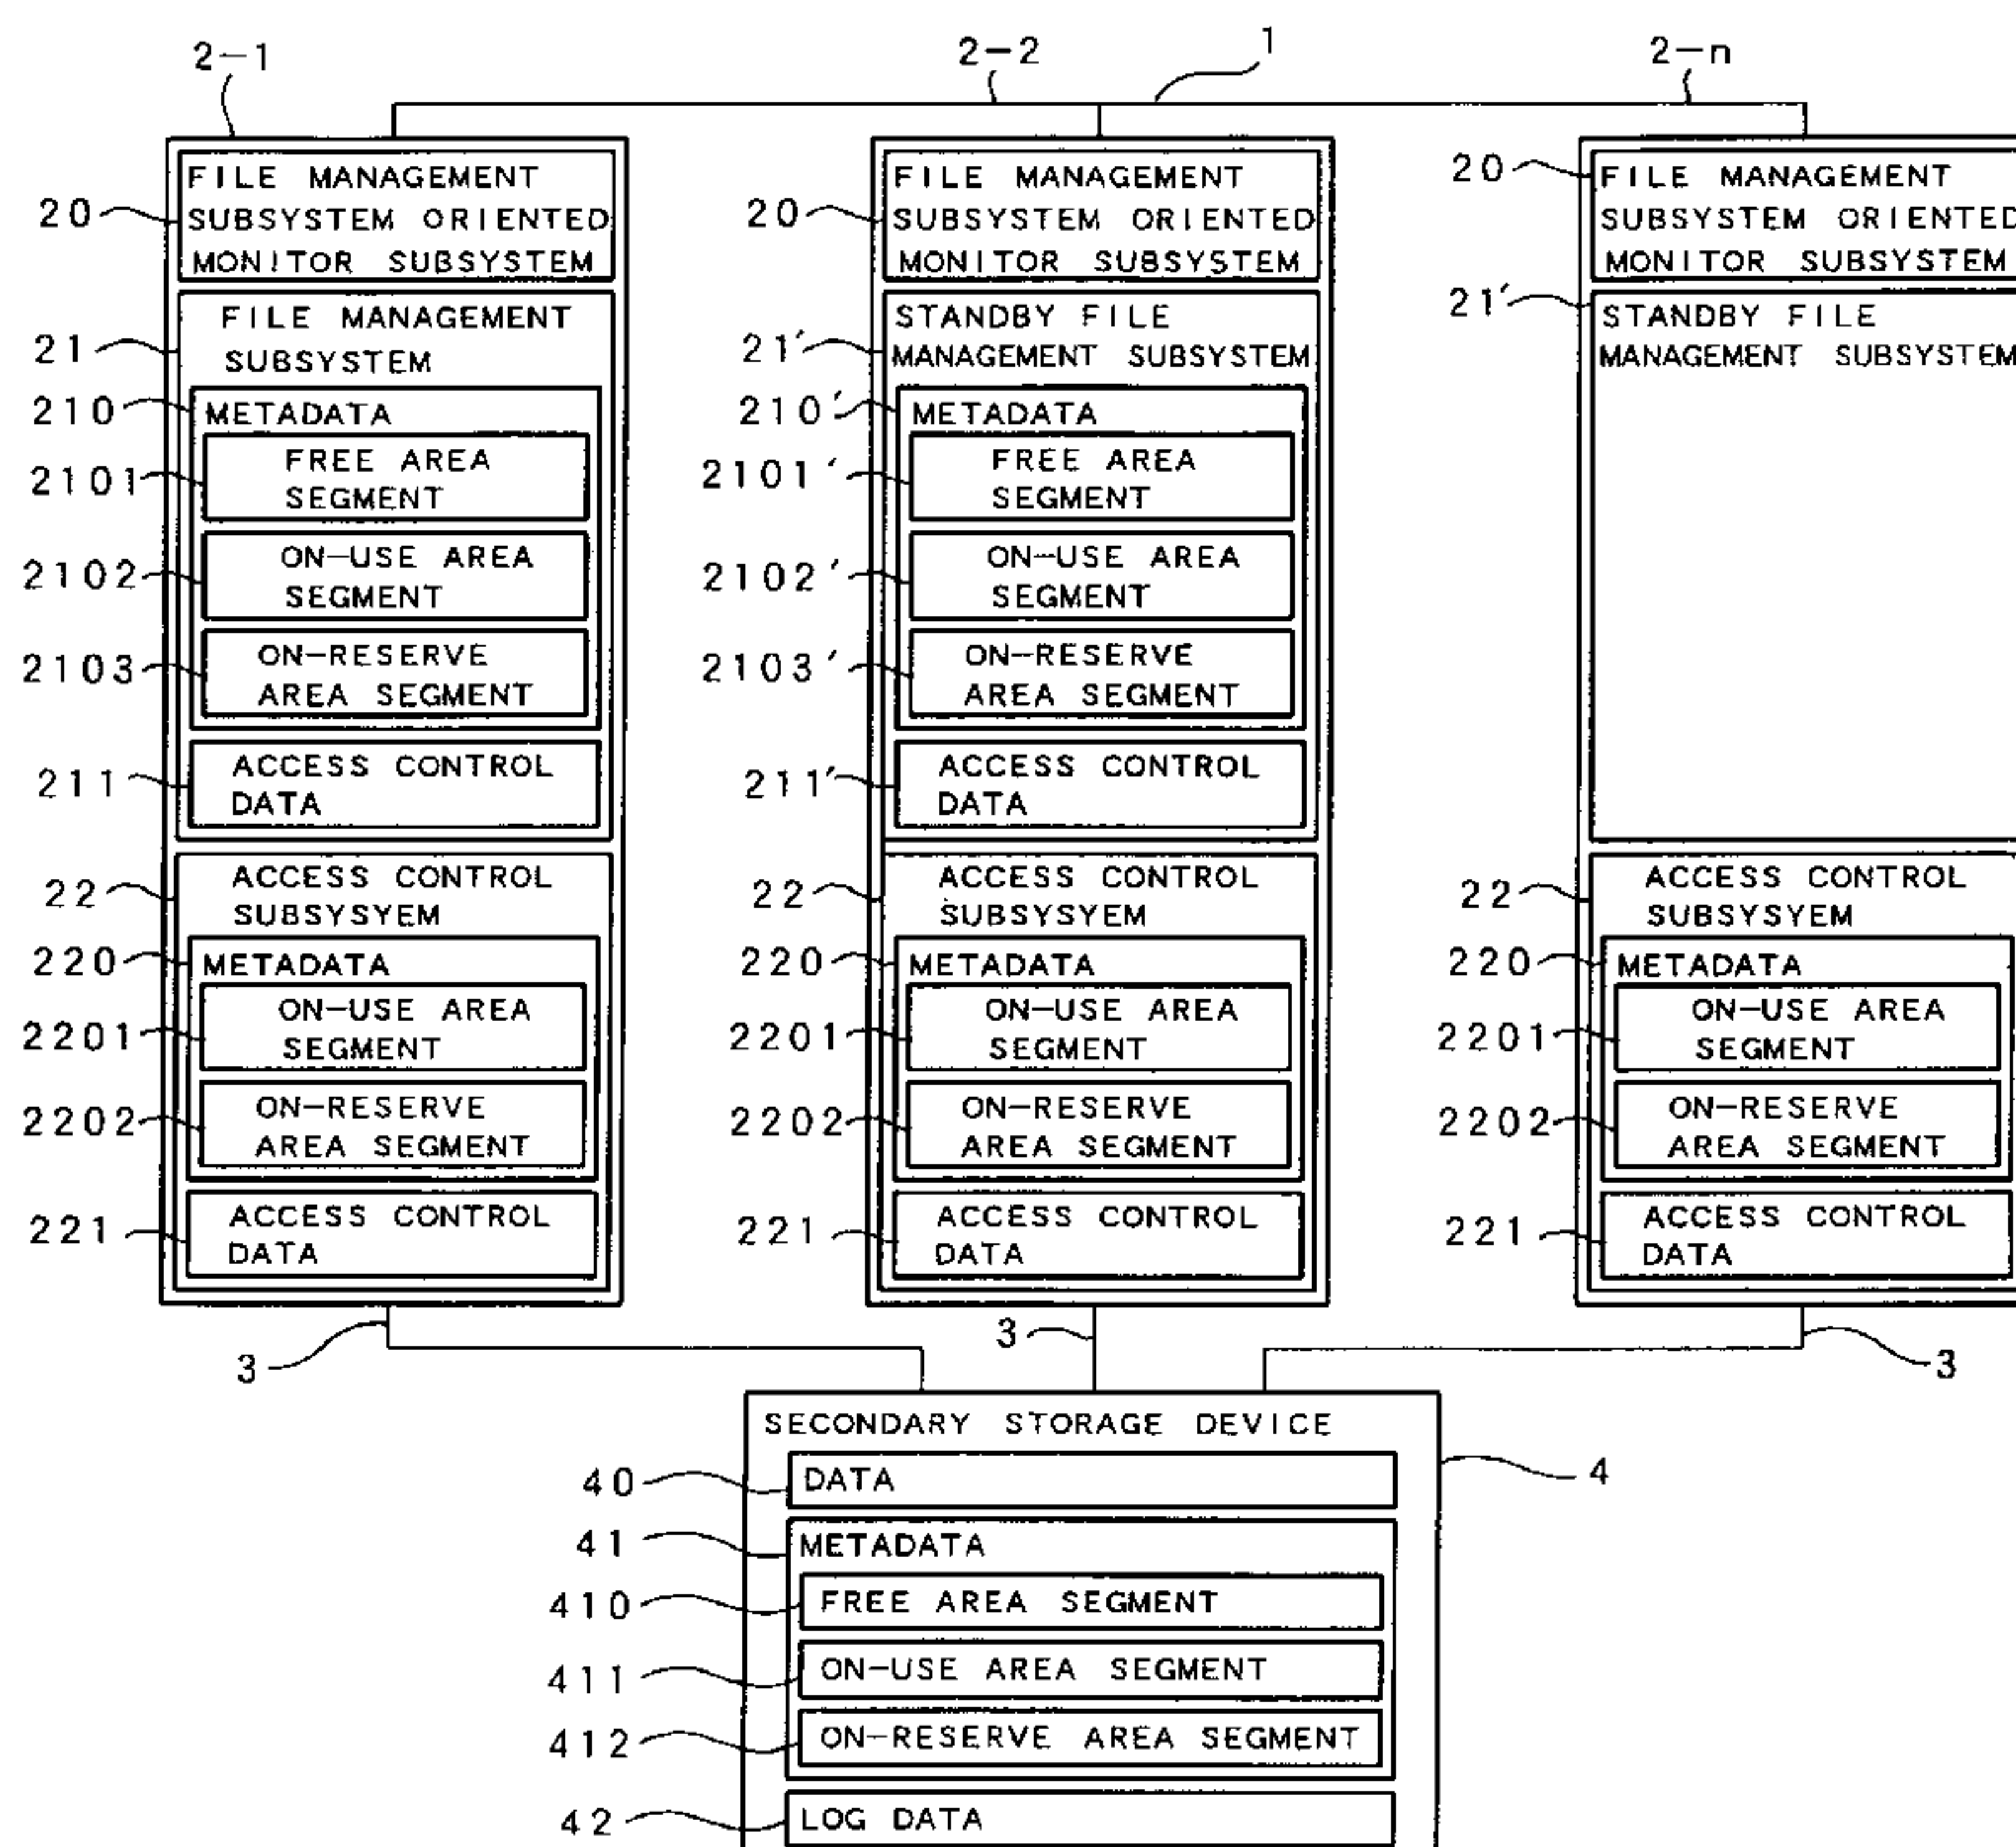 2-1
2-2
1
2-n
20
FILE MANAGEMENT
SUBSYSTEM ORIENTED
MONITOR SUBSYSTEM
21
FILE MANAGEMENT
SUBSYSTEM
210
METADATA
2101
FREE AREA
SEGMENT
2102
ON-USE AREA
SEGMENT
2103
ON-RESERVE
AREA SEGMENT
211
ACCESS CONTROL
DATA
22
ACCESS CONTROL
SUBSYSYEM
220
METADATA
2201
ON-USE AREA
SEGMENT
2202
ON-RESERVE
AREA SEGMENT
221
ACCESS CONTROL
DATA
3
20
FILE MANAGEMENT
SUBSYSTEM ORIENTED
MONITOR SUBSYSTEM
21'
STANDBY FILE
MANAGEMENT SUBSYSTEM
210'
METADATA
2101'
FREE AREA
SEGMENT
2102'
ON-USE AREA
SEGMENT
2103'
ON-RESERVE
AREA SEGMENT
211'
ACCESS CONTROL
DATA
22
ACCESS CONTROL
SUBSYSYEM
220
METADATA
2201
ON-USE AREA
SEGMENT
2202
ON-RESERVE
AREA SEGMENT
221
ACCESS CONTROL
DATA
3
20
FILE MANAGEMENT
SUBSYSTEM ORIENTED
MONITOR SUBSYSTEM
21'
STANDBY FILE
MANAGEMENT SUBSYSTEM
22
ACCESS CONTROL
SUBSYSYEM
220
METADATA
2201
ON-USE AREA
SEGMENT
2202
ON-RESERVE
AREA SEGMENT
221
ACCESS CONTROL
DATA
3
SECONDARY STORAGE DEVICE
4
40
DATA
41
METADATA
410
FREE AREA SEGMENT
411
ON-USE AREA SEGMENT
412
ON-RESERVE AREA SEGMENT
42
LOG DATA